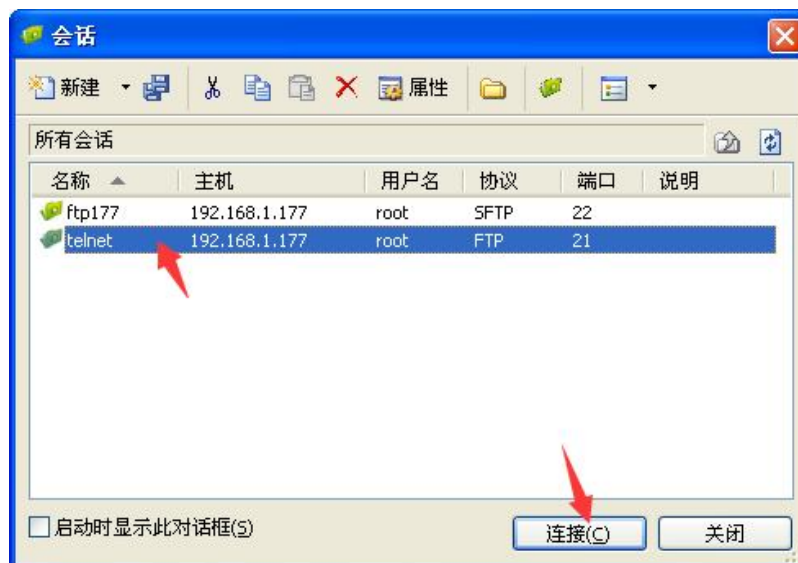 会话
新建 属性
所有会话
名称 主机 用户名 协议 端口 说明
ftp177 192.168.1.177 root SFTP 22
telnet 192.168.1.177 root FTP 21
启动时显示此对话框(S) 连接(C) 关闭